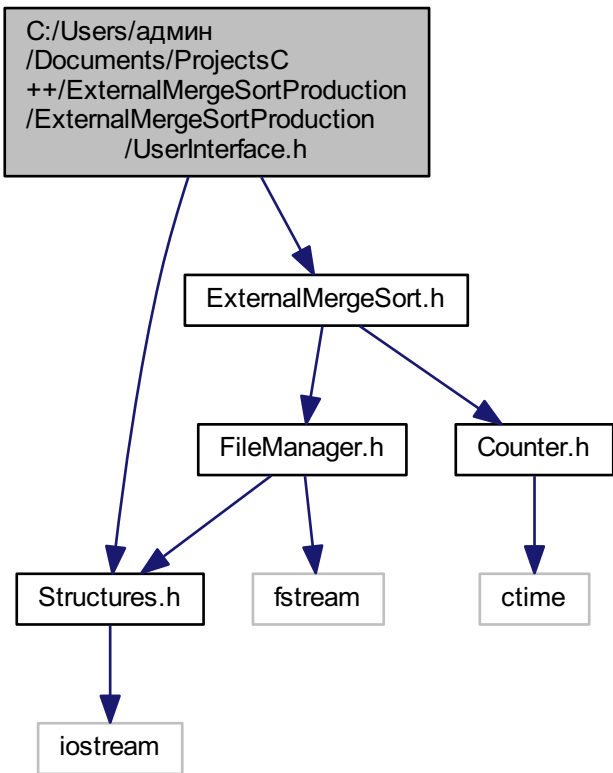 C:/Users/админ
/Documents/ProjectsC
++/ExternalMergeSortProduction
/ExternalMergeSortProduction
/UserInterface.h
ExternalMergeSort.h
FileManager.h
Counter.h
Structures.h
fstream
ctime
iostream